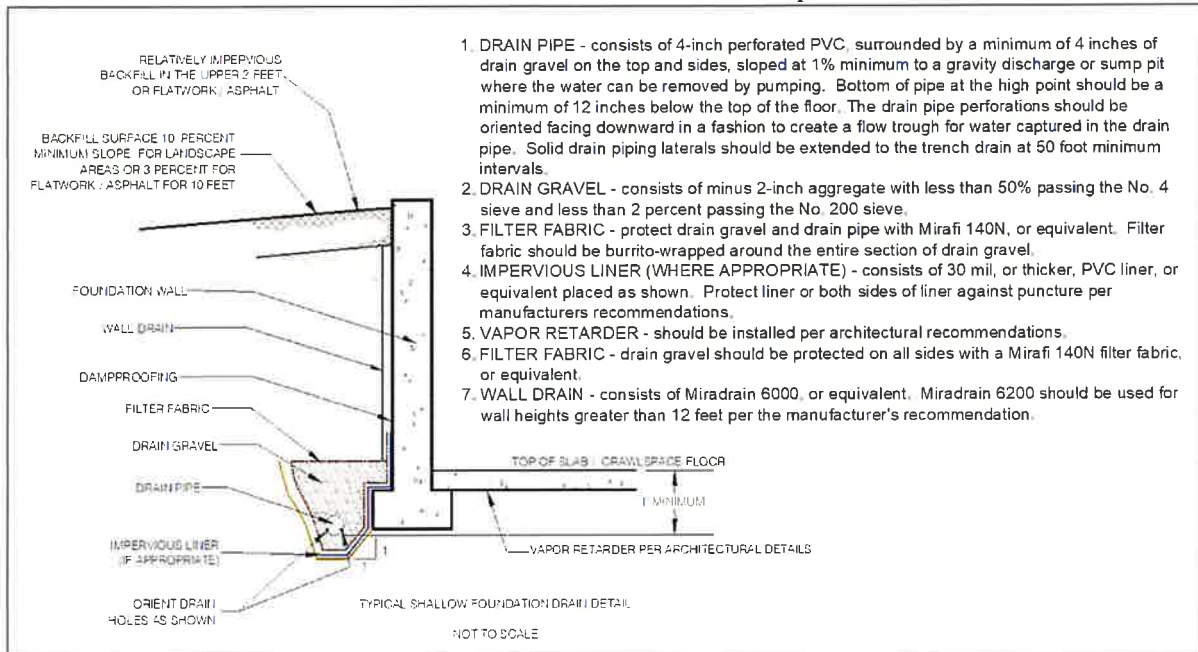 RELATIVELY IMPERVIOUS
BACKFILL IN THE UPPER 2 FEET
OR FLATWORK / ASPHALT
BACKFILL SURFACE 10 PERCENT
MINIMUM SLOPE FOR LANDSCAPE
AREAS OR 3 PERCENT FOR
FLATWORK / ASPHALT FOR 10 FEET
FOUNDATION WALL
WALL DRAIN
DAMPPROOFING
FILTER FABRIC
DRAIN GRAVEL
DRAIN PIPE
IMPERVIOUS LINER
(IF APPROPRIATE)
ORIENT DRAIN
HOLES AS SHOWN
1. DRAIN PIPE - consists of 4-inch perforated PVC, surrounded by a minimum of 4 inches of
drain gravel on the top and sides, sloped at 1% minimum to a gravity discharge or sump pit
where the water can be removed by pumping. Bottom of pipe at the high point should be a
minimum of 12 inches below the top of the floor. The drain pipe perforations should be
oriented facing downward in a fashion to create a flow trough for water captured in the drain
pipe. Solid drain piping laterals should be extended to the trench drain at 50 foot minimum
intervals.
2. DRAIN GRAVEL - consists of minus 2-inch aggregate with less than 50% passing the No. 4
sieve and less than 2 percent passing the No. 200 sieve.
3. FILTER FABRIC - protect drain gravel and drain pipe with Mirafi 140N, or equivalent. Filter
fabric should be burrito-wrapped around the entire section of drain gravel.
4. IMPERVIOUS LINER (WHERE APPROPRIATE) - consists of 30 mil, or thicker, PVC liner, or
equivalent placed as shown. Protect liner or both sides of liner against puncture per
manufacturers recommendations.
5. VAPOR RETARDER - should be installed per architectural recommendations.
6. FILTER FABRIC - drain gravel should be protected on all sides with a Mirafi 140N filter fabric,
or equivalent.
7. WALL DRAIN - consists of Miradrain 6000, or equivalent. Miradrain 6200 should be used for
wall heights greater than 12 feet per the manufacturer's recommendation.
TOP OF SLAB / CRAWLSPACE FLOOR
1' MINIMUM
VAPOR RETARDER PER ARCHITECTURAL DETAILS
1
1
TYPICAL SHALLOW FOUNDATION DRAIN DETAIL
NOT TO SCALE